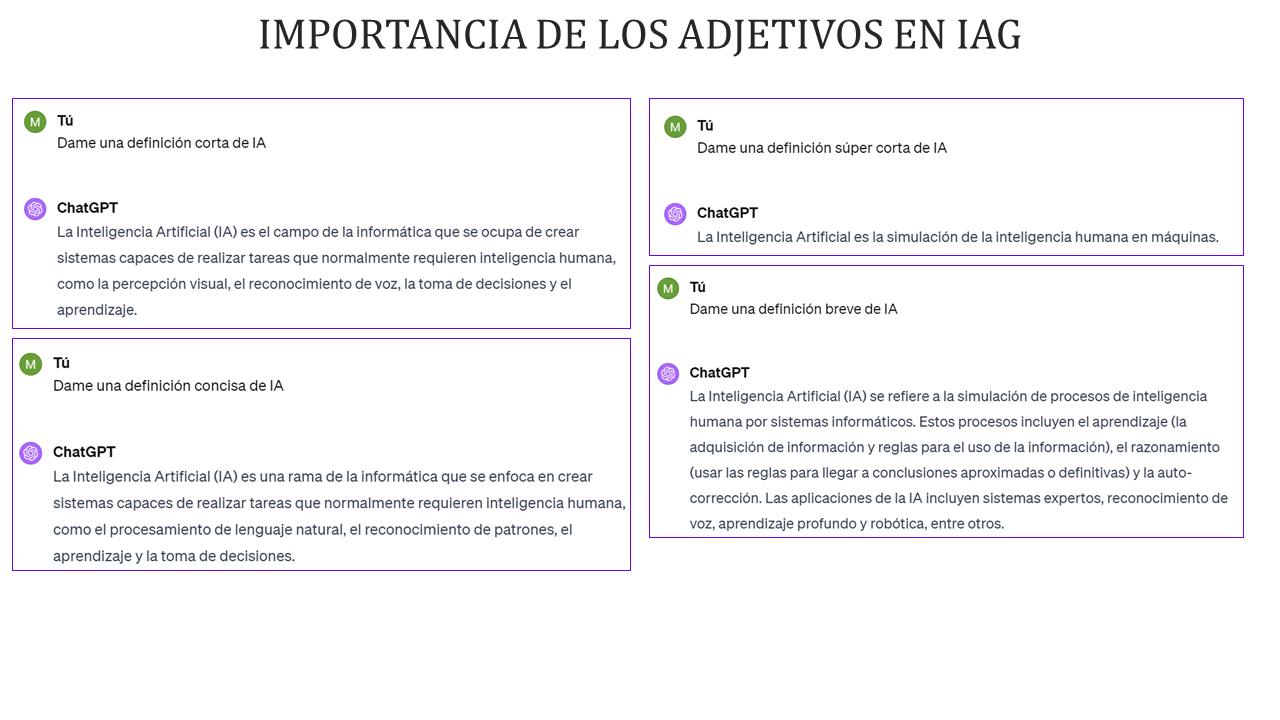 IMPORTANCIA DE LOS ADJETIVOS EN IAG
M
Tú
Dame una definición corta de IA
ChatGPT
La Inteligencia Artificial (IA) es el campo de la informática que se ocupa de crear
sistemas capaces de realizar tareas que normalmente requieren inteligencia humana,
como la percepción visual, el reconocimiento de voz, la toma de decisiones y el
aprendizaje.
M
Tú
Dame una definición concisa de IA
ChatGPT
La Inteligencia Artificial (IA) es una rama de la informática que se enfoca en crear
sistemas capaces de realizar tareas que normalmente requieren inteligencia humana,
como el procesamiento de lenguaje natural, el reconocimiento de patrones, el
aprendizaje y la toma de decisiones.
M
Tú
Dame una definición súper corta de IA
ChatGPT
La Inteligencia Artificial es la simulación de la inteligencia humana en máquinas.
M
Tú
Dame una definición breve de IA
ChatGPT
La Inteligencia Artificial (IA) se refiere a la simulación de procesos de inteligencia
humana por sistemas informáticos. Estos procesos incluyen el aprendizaje (la
adquisición de información y reglas para el uso de la información), el razonamiento
(usar las reglas para llegar a conclusiones aproximadas o definitivas) y la auto-
corrección. Las aplicaciones de la IA incluyen sistemas expertos, reconocimiento de
voz, aprendizaje profundo y robótica, entre otros.